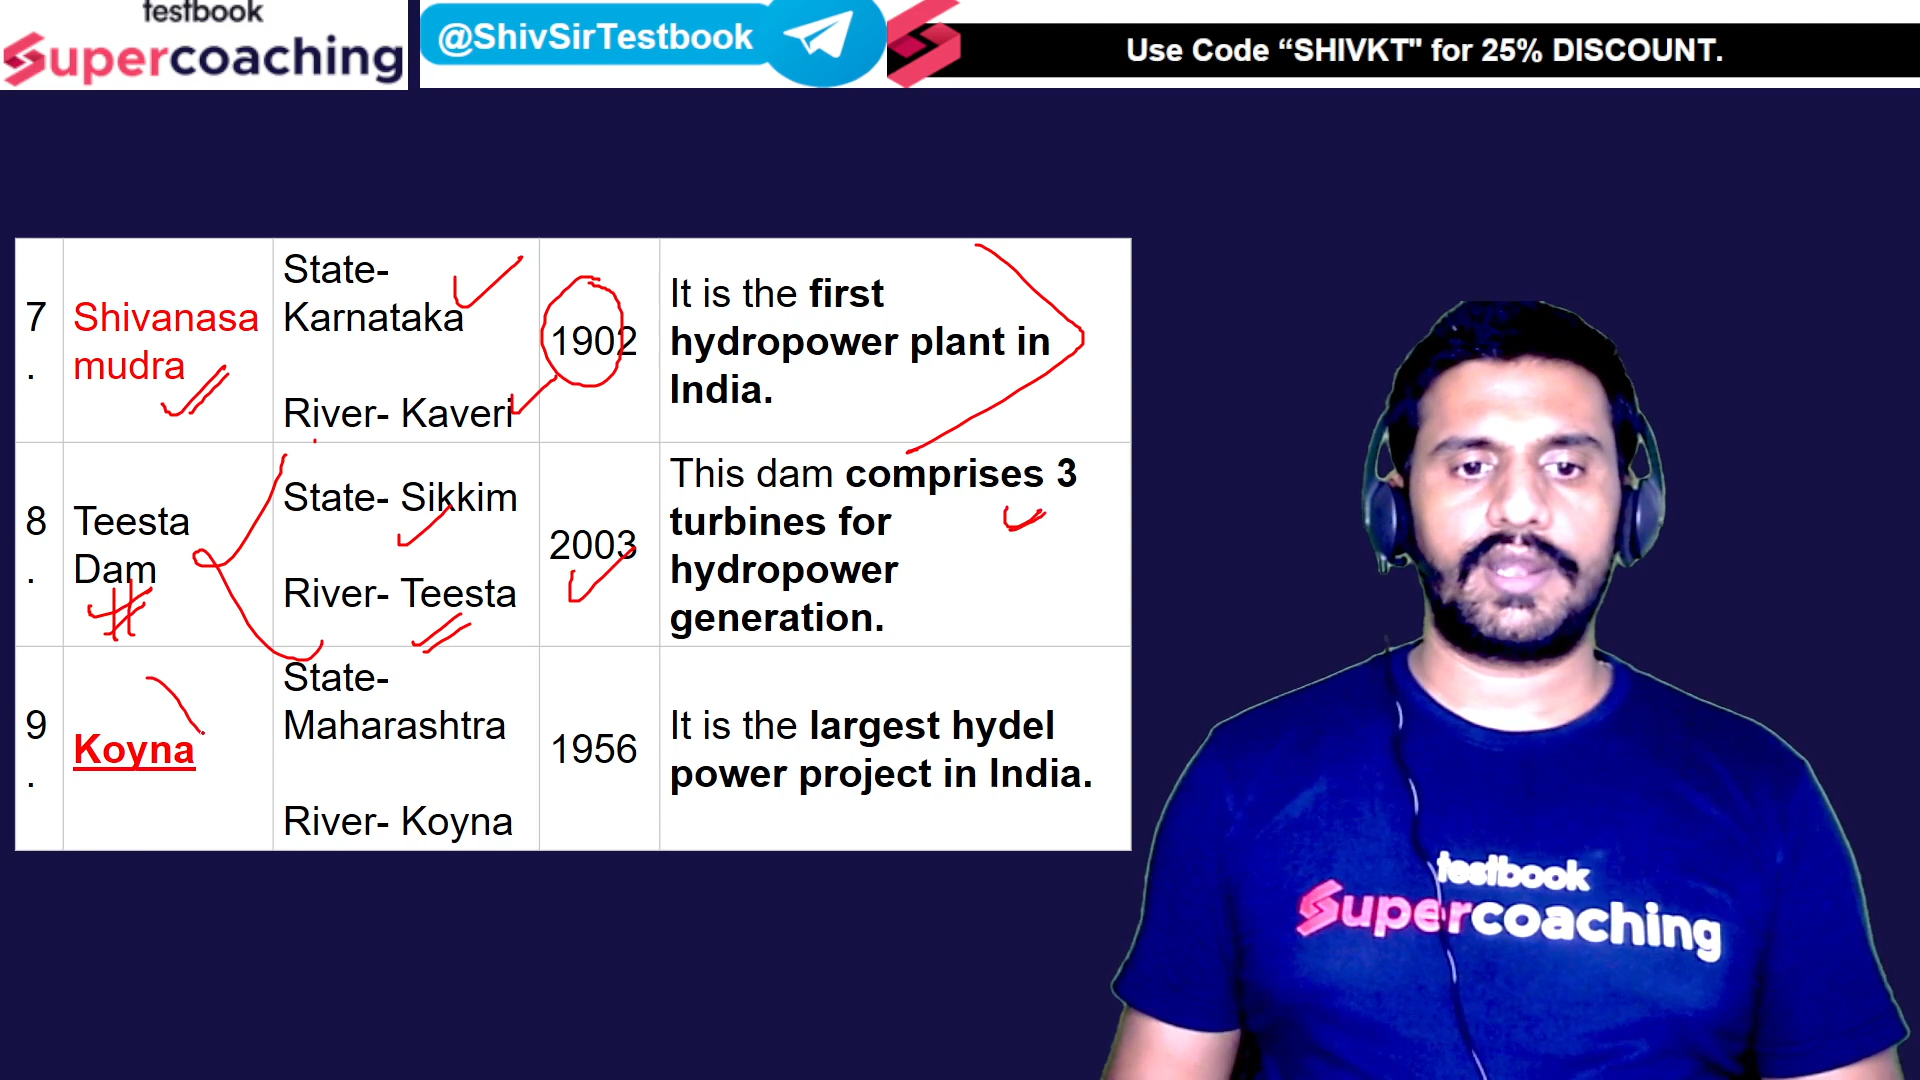 testbook
Supercoaching
@ShivSirTestbook
Use Code “SHIVKT" for 25% DISCOUNT.
7
.
Shivanasa
mudra
State-
Karnataka
River- Kaveri
1902
It is the first
hydropower plant in
India.
8
.
Teesta
Dam
State- Sikkim
River- Teesta
2003
This dam comprises 3
turbines for
hydropower
generation.
9
.
Koyna
State-
Maharashtra
River- Koyna
1956
It is the largest hydel
power project in India.
testbook
Supercoaching